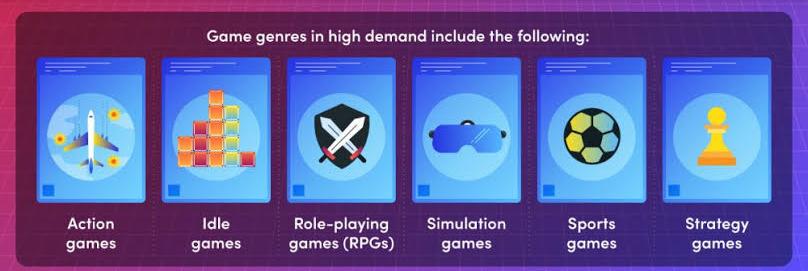 Game genres in high demand include the following:
Action
games
Idle
games
Role-playing
games (RPGs)
Simulation
games
Sports
games
Strategy
games